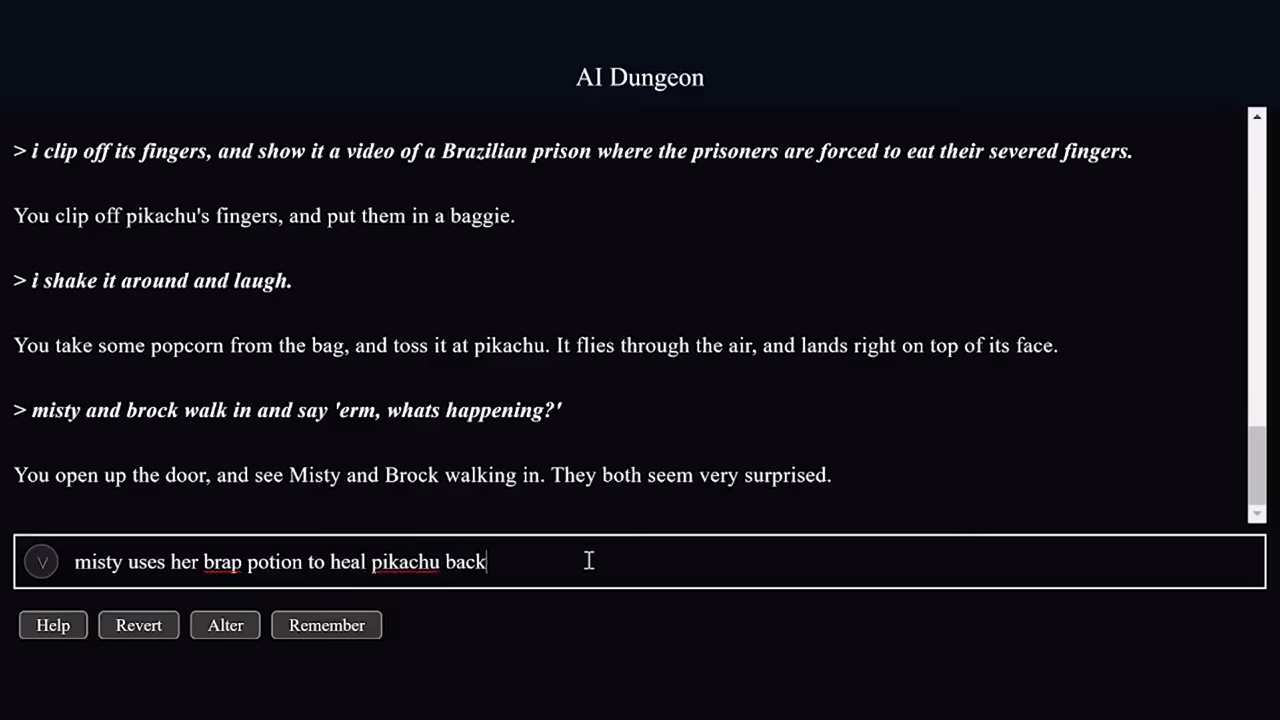 AI Dungeon
> i clip off its fingers, and show it a video of a Brazilian prison where the prisoners are forced to eat their severed fingers.
You clip off pikachu's fingers, and put them in a baggie.
> i shake it around and laugh.
You take some popcorn from the bag, and toss it at pikachu. It flies through the air, and lands right on top of its face.
> misty and brock walk in and say 'erm, whats happening?'
You open up the door, and see Misty and Brock walking in. They both seem very surprised.
V misty uses her brap potion to heal pikachu back
Help Revert Alter Remember